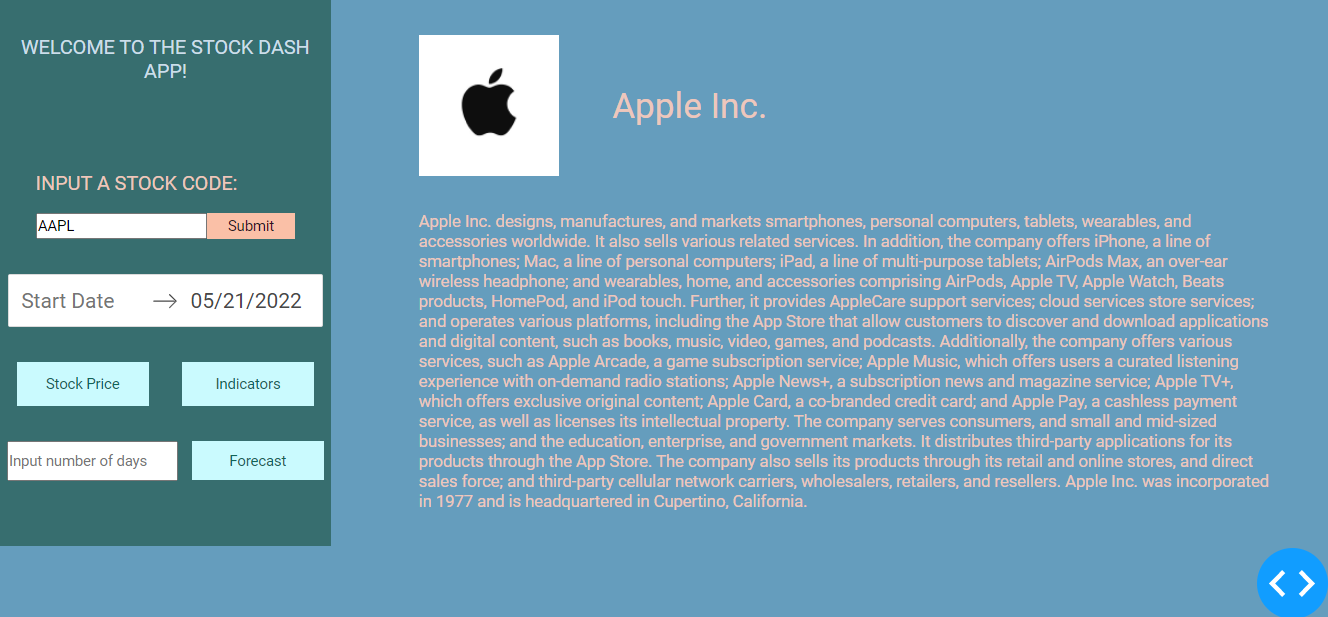 WELCOME TO THE STOCK DASH
APP!
INPUT A STOCK CODE:
AAPL
Submit
Start Date
05/21/2022
Stock Price
Indicators
Input number of days
Forecast
Apple Inc.
Apple Inc. designs, manufactures, and markets smartphones, personal computers, tablets, wearables, and
accessories worldwide. It also sells various related services. In addition, the company offers iPhone, a line of
smartphones; Mac, a line of personal computers; iPad, a line of multi-purpose tablets; AirPods Max, an over-ear
wireless headphone; and wearables, home, and accessories comprising AirPods, Apple TV, Apple Watch, Beats
products, HomePod, and iPod touch. Further, it provides AppleCare support services; cloud services store services;
and operates various platforms, including the App Store that allow customers to discover and download applications
and digital content, such as books, music, video, games, and podcasts. Additionally, the company offers various
services, such as Apple Arcade, a game subscription service; Apple Music, which offers users a curated listening
experience with on-demand radio stations; Apple News+, a subscription news and magazine service; Apple TV+,
which offers exclusive original content; Apple Card, a co-branded credit card; and Apple Pay, a cashless payment
service, as well as licenses its intellectual property. The company serves consumers, and small and mid-sized
businesses; and the education, enterprise, and government markets. It distributes third-party applications for its
products through the App Store. The company also sells its products through its retail and online stores, and direct
sales force; and third-party cellular network carriers, wholesalers, retailers, and resellers. Apple Inc. was incorporated
in 1977 and is headquartered in Cupertino, California.